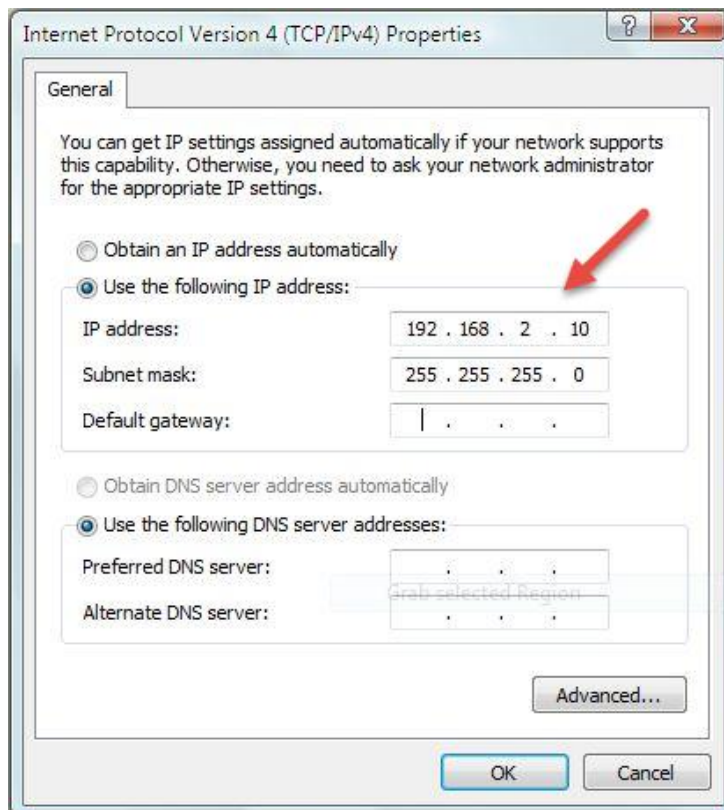 Internet Protocol Version 4 (TCP/IPv4) Properties
?
X
General
You can get IP settings assigned automatically if your network supports
this capability. Otherwise, you need to ask your network administrator
for the appropriate IP settings.
Obtain an IP address automatically
Use the following IP address:
IP address: 192 . 168 . 2 . 10
Subnet mask: 255 . 255 . 255 . 0
Default gateway: . . .
Obtain DNS server address automatically
Use the following DNS server addresses:
Preferred DNS server: . . .
Grab selected Region
Alternate DNS server: . . .
Advanced...
OK Cancel